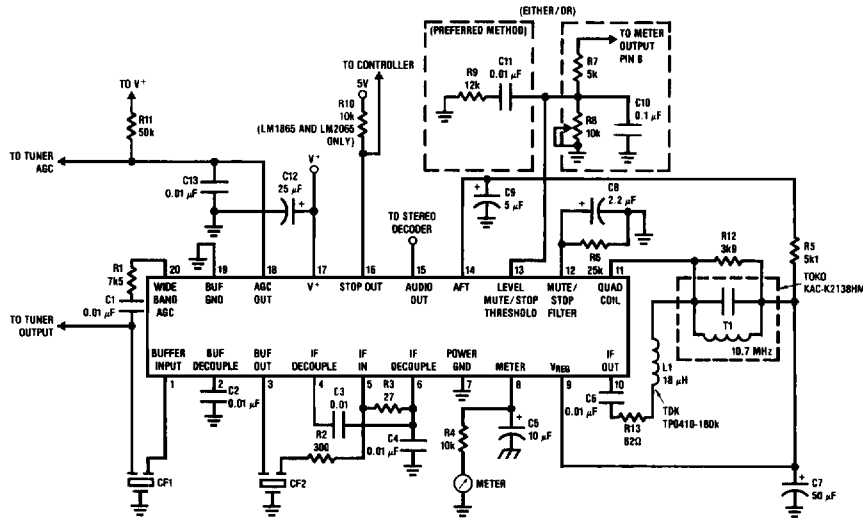 (EITHER/OR)
(PREFERRED METHOD)
TO METER
OUTPUT
PIN 8
R7
5k
C11
0.01 µF
R9
12k
TO CONTROLLER
5V
R10
10k
(LM1865 AND LM2065
ONLY)
R8
10k
C10
0.1 µF
TO V+
R11
50k
TO TUNER
AGC
C13
0.01 µF
C12
25 µF
+
V+
TO STEREO
DECODER
+
C9
5 µF
+
C8
2.2 µF
R6
25k
R12
3k9
R5
5k1
TOKO
KAC-K2138HM
T1
10.7 MHz
R1
7k5
C1
0.01 µF
TO TUNER
OUTPUT
20
19
18
17
16
15
14
13
12
11
WIDE
BAND
AGC
BUF
GND
AGC
OUT
V+
STOP OUT
AUDIO
OUT
AFT
LEVEL
MUTE/STOP
THRESHOLD
MUTE/
STOP
FILTER
QUAD
COIL
BUFFER
INPUT
BUF
DECOUPLE
BUF
OUT
IF
DECOUPLE
IF
IN
IF
DECOUPLE
POWER
GND
METER
VREG
IF
OUT
1
2
3
4
5
6
7
8
9
10
L1
18 µH
TDK
TP0410-180k
C2
0.01 µF
C3
0.01
R3
27
R2
300
C4
0.01 µF
R4
10k
+
C5
10 µF
C6
0.01 µF
R13
82Ω
CF1
CF2
METER
+
C7
50 µF